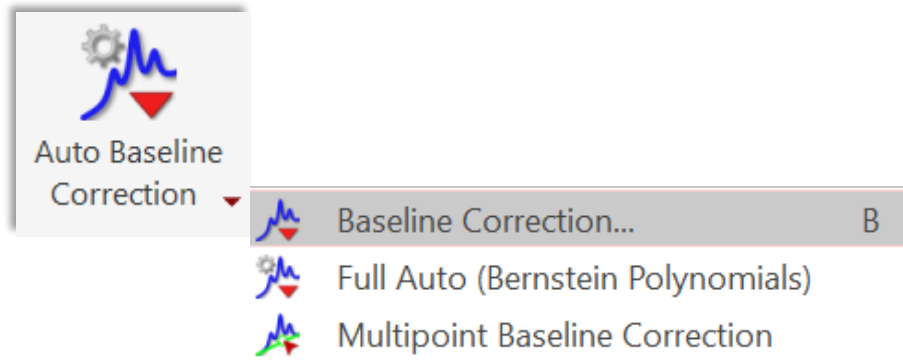 Auto Baseline
Correction
Baseline Correction... B
Full Auto (Bernstein Polynomials)
Multipoint Baseline Correction